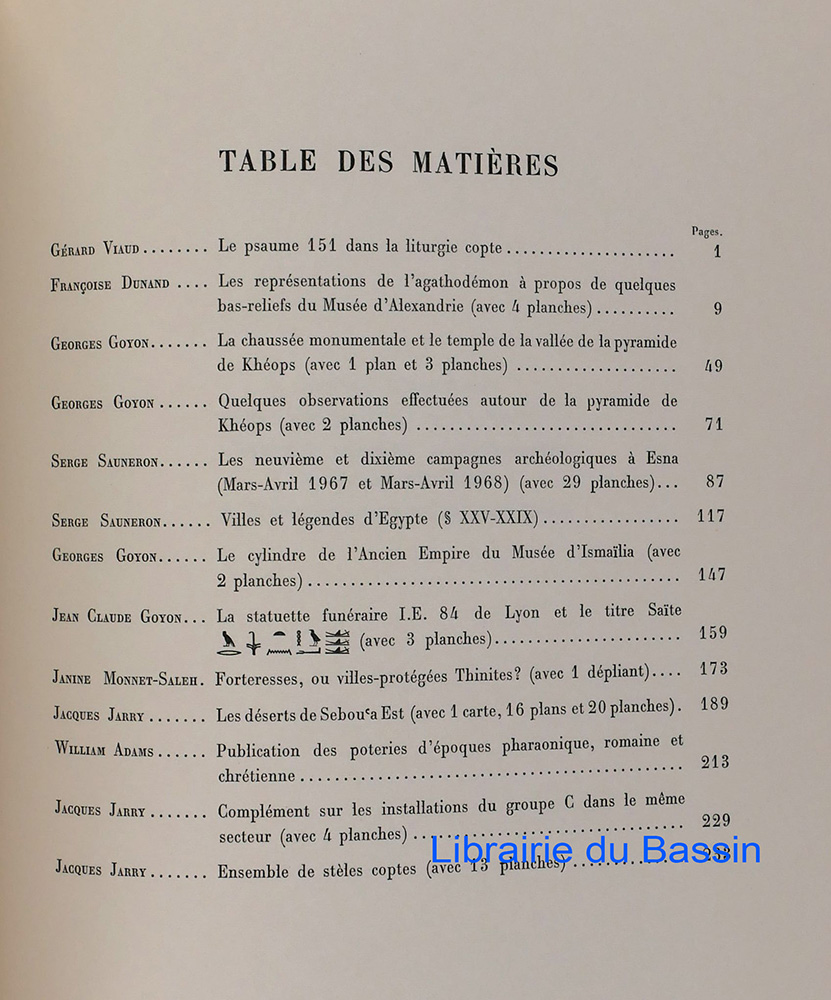 TABLE DES MATIÈRES
Pages.
GÉRARD VIAUD........ Le psaume 151 dans la liturgie copte..................... 1
FRANÇOISE DUNAND .... Les représentations de l'agathodémon à propos de quelques
bas-reliefs du Musée d'Alexandrie (avec 4 planches).......... 9
GEORGES GOYON....... La chaussée monumentale et le temple de la vallée de la pyramide
de Khéops (avec 1 plan et 3 planches) .................... 49
GEORGES GOYON ...... Quelques observations effectuées autour de la pyramide de
Khéops (avec 2 planches) ................................ 71
SERGE SAUNERON...... Les neuvième et dixième campagnes archéologiques à Esna
(Mars-Avril 1967 et Mars-Avril 1968) (avec 29 planches)... 87
SERGE SAUNERON...... Villes et légendes d'Egypte (§ XXV-XXIX)................. 117
GEORGES GOYON...... Le cylindre de l'Ancien Empire du Musée d'Ismaïlia (avec
2 planches)............................................. 147
JEAN CLAUDE GOYON... La statuette funéraire I.E. 84 de Lyon et le titre Saïte
(avec 3 planches)........................ 159
JANINE MONNET-SALEH. Forteresses, ou villes-protégées Thinites? (avec 1 dépliant).... 173
JACQUES JARRY ....... Les déserts de Sebouʿa Est (avec 1 carte, 16 plans et 20 planches). 189
WILLIAM ADAMS ...... Publication des poteries d'époques pharaonique, romaine et
chrétienne............................................... 213
JACQUES JARRY ....... Complément sur les installations du groupe C dans le même
secteur (avec 4 planches)................................. 229
JACQUES JARRY ....... Ensemble de stèles coptes (avec 13 planches)..............
Librairie du Bassin